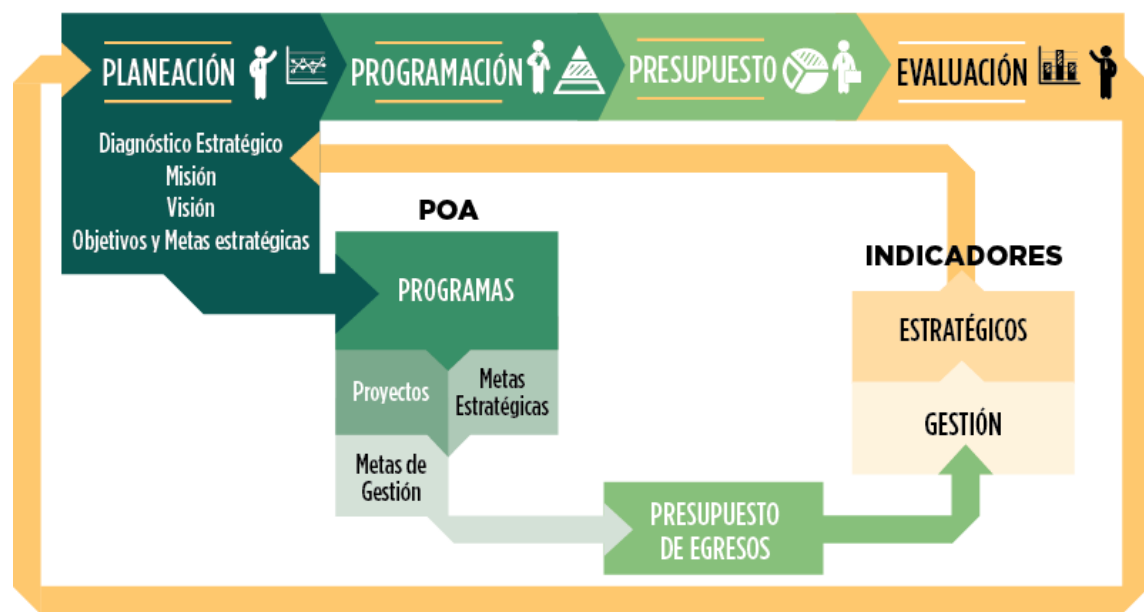 PLANEACIÓN
PROGRAMACIÓN
PRESUPUESTO
EVALUACIÓN
Diagnóstico Estratégico
Misión
Visión
Objetivos y Metas estratégicas
POA
PROGRAMAS
Proyectos
Metas
Estratégicas
Metas de
Gestión
PRESUPUESTO
DE EGRESOS
INDICADORES
ESTRATÉGICOS
GESTIÓN